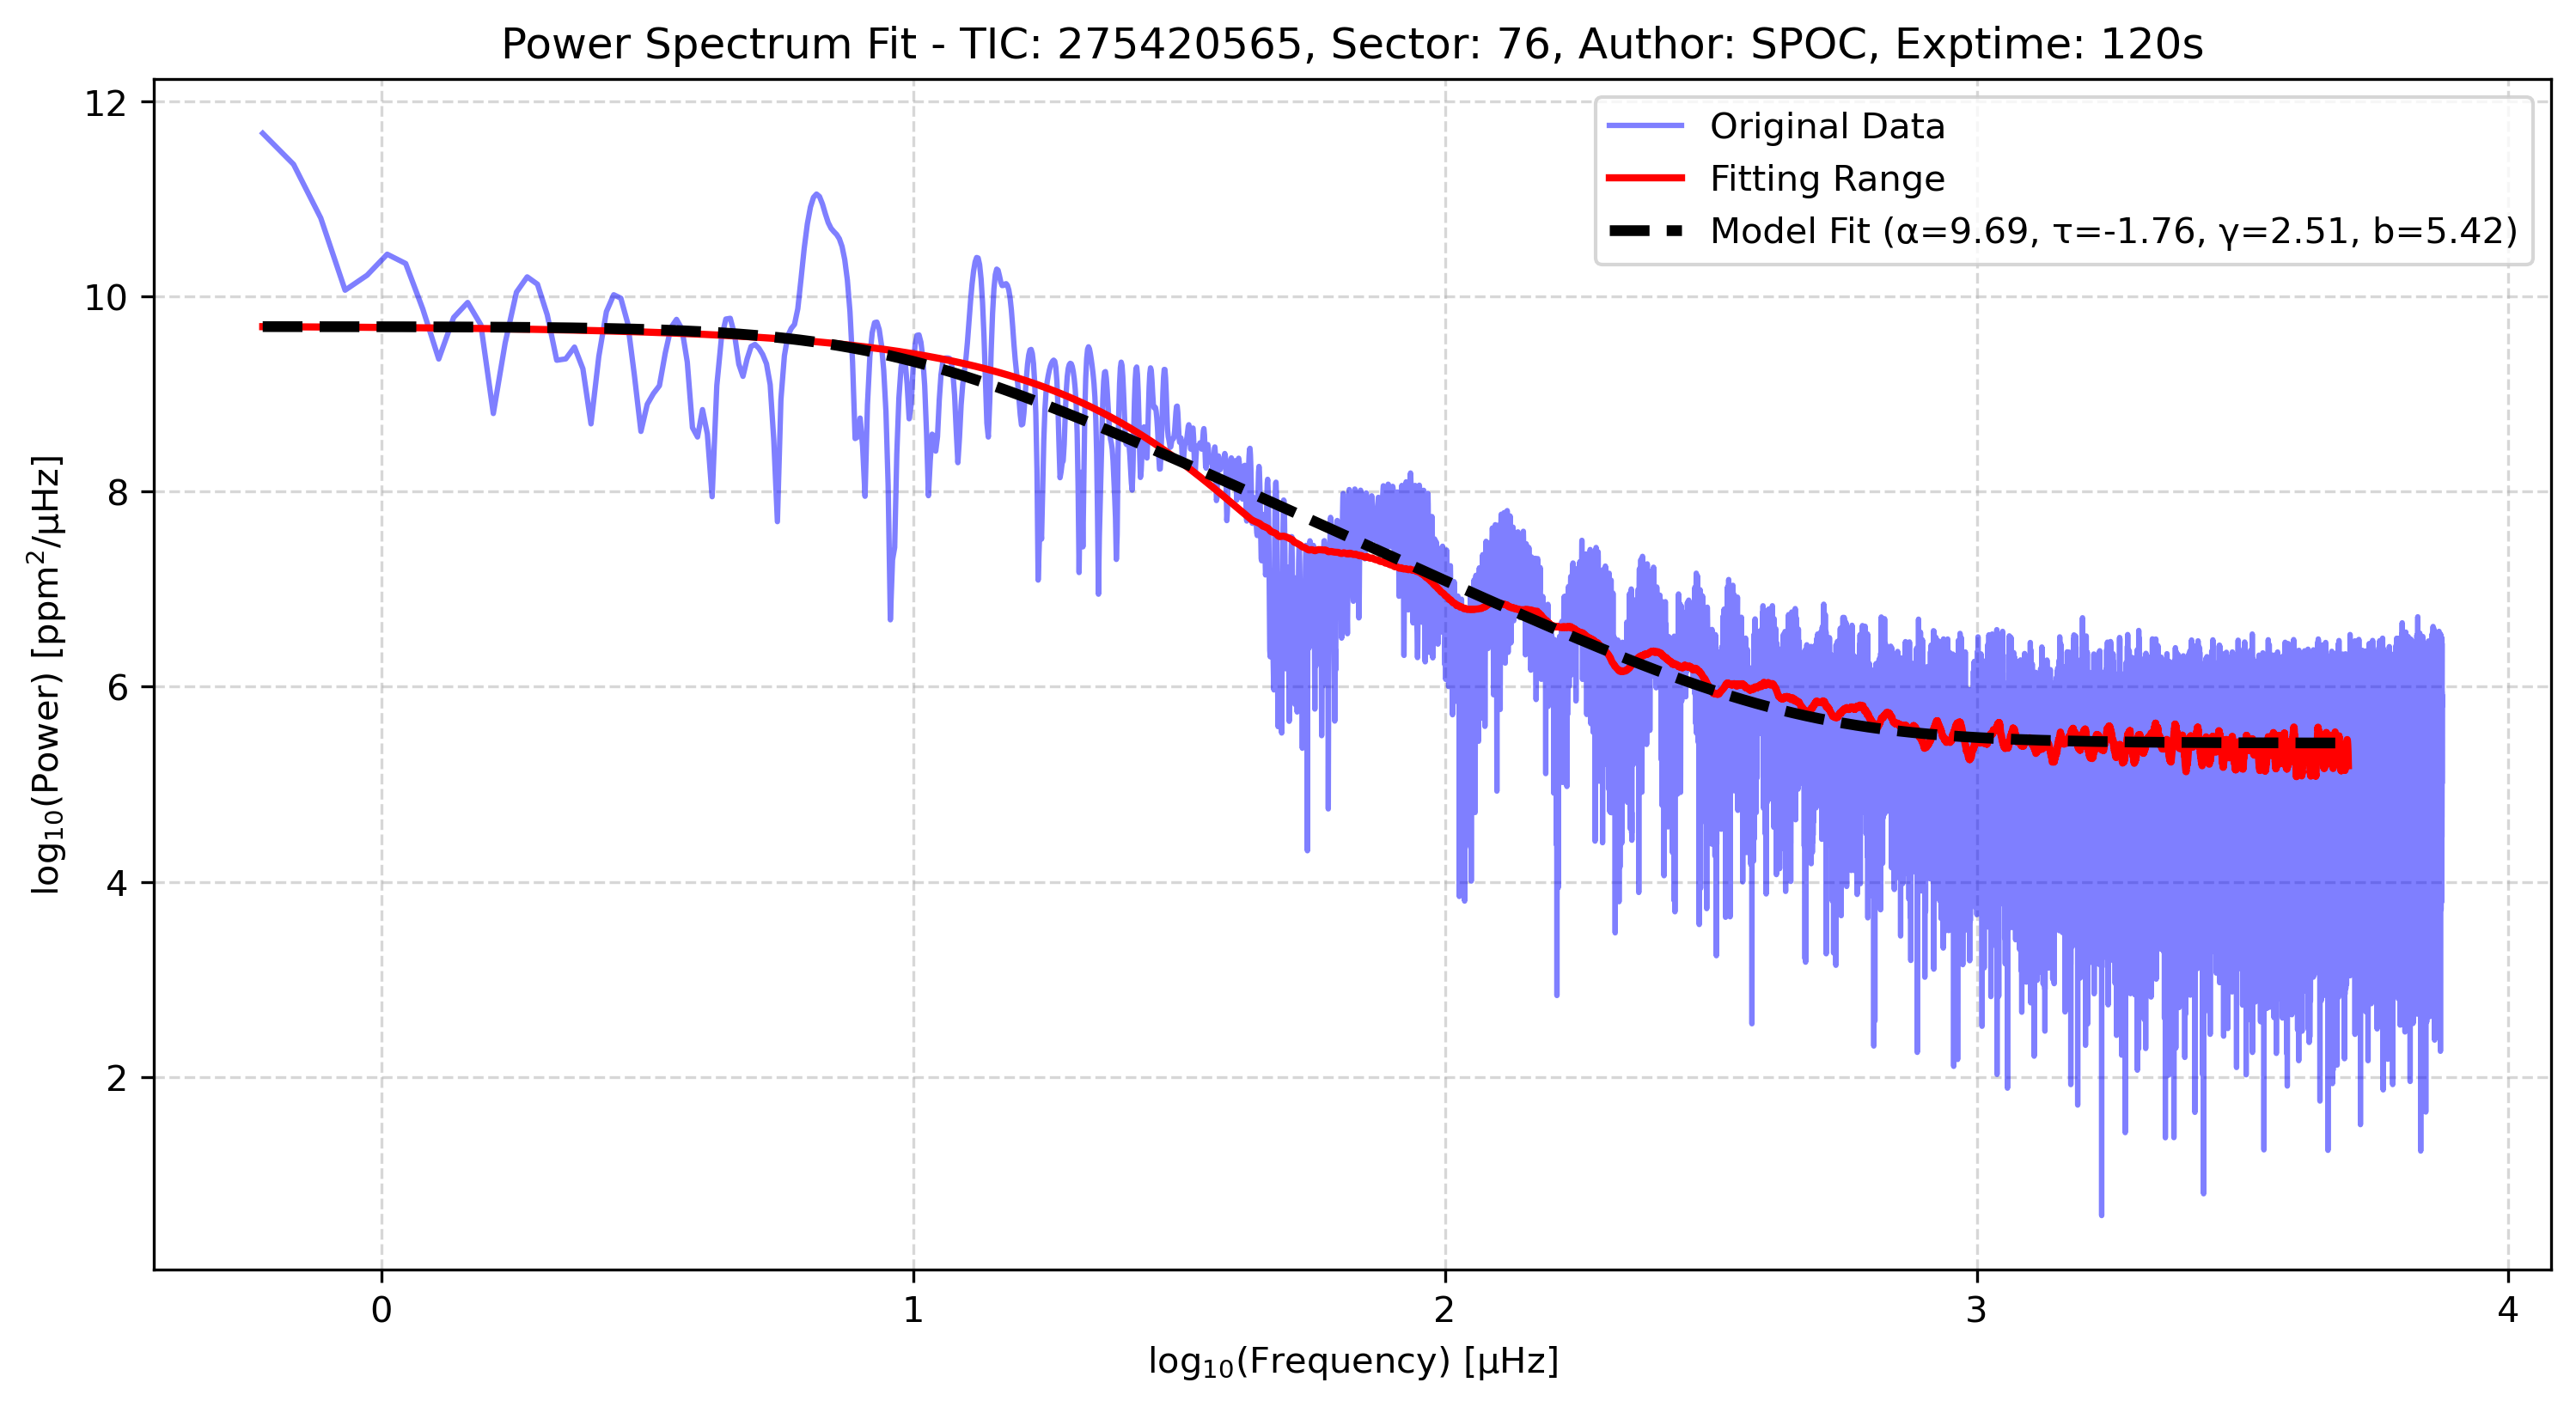 Power Spectrum Fit - TIC: 275420565, Sector: 76, Author: SPOC, Exptime: 120s
Original Data
Fitting Range
Model Fit (α=9.69, τ=-1.76, γ=2.51, b=5.42)
log₁₀(Power) [ppm²/μHz]
12
10
8
6
4
2
0 1 2 3 4
log₁₀(Frequency) [μHz]